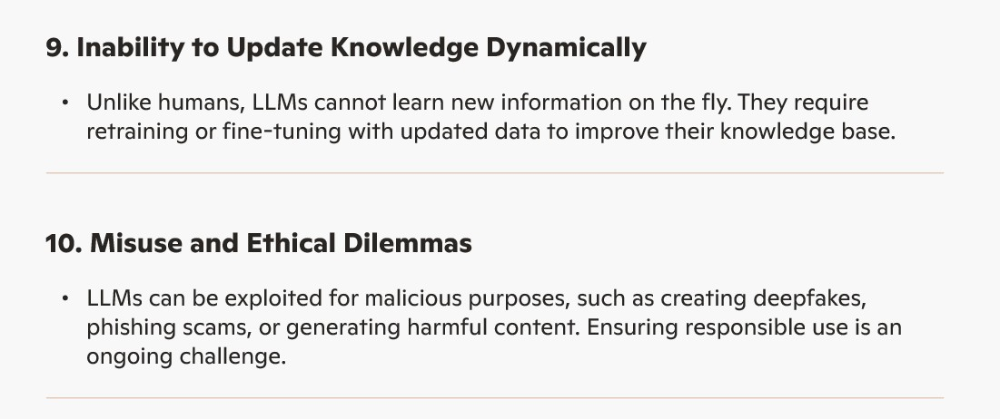 9. Inability to Update Knowledge Dynamically
• Unlike humans, LLMs cannot learn new information on the fly. They require
retraining or fine-tuning with updated data to improve their knowledge base.
10. Misuse and Ethical Dilemmas
• LLMs can be exploited for malicious purposes, such as creating deepfakes,
phishing scams, or generating harmful content. Ensuring responsible use is an
ongoing challenge.